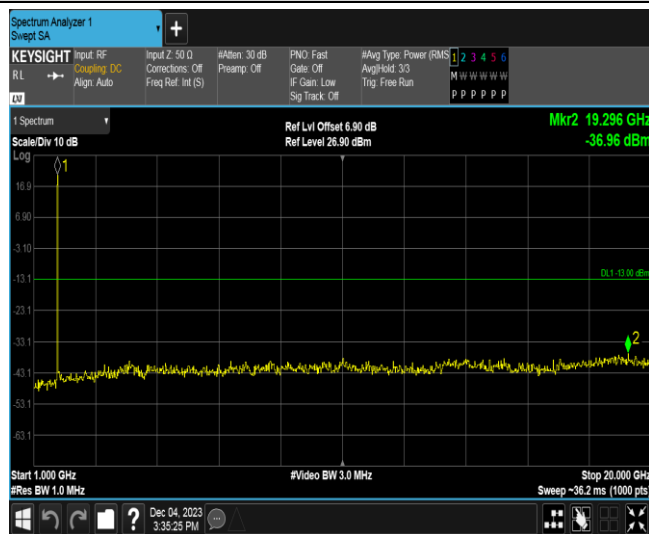 Spectrum Analyzer 1
Swept SA
KEYSIGHT
RL
LXI
Input: RF
Coupling: DC
Align: Auto
Input Z: 50 Ω
Corrections: Off
Freq Ref: Int (S)
#Atten: 30 dB
Preamp: Off
PNO: Fast
Gate: Off
IF Gain: Low
Sig Track: Off
#Avg Type: Power (RMS
Avg|Hold: 3/3
Trig: Free Run
1 2 3 4 5 6
M W W W W W
P P P P P P
1 Spectrum
Scale/Div 10 dB
Log
Ref Lvl Offset 6.90 dB
Ref Level 26.90 dBm
Mkr2 19.296 GHz
-36.96 dBm
1
16.9
6.90
-3.10
-13.1
DL1 -13.00 dBm
-23.1
-33.1
2
-43.1
-53.1
-63.1
Start 1.000 GHz
#Res BW 1.0 MHz
#Video BW 3.0 MHz
Stop 20.000 GHz
Sweep ~36.2 ms (1000 pts)
?
Dec 04, 2023
3:35:25 PM